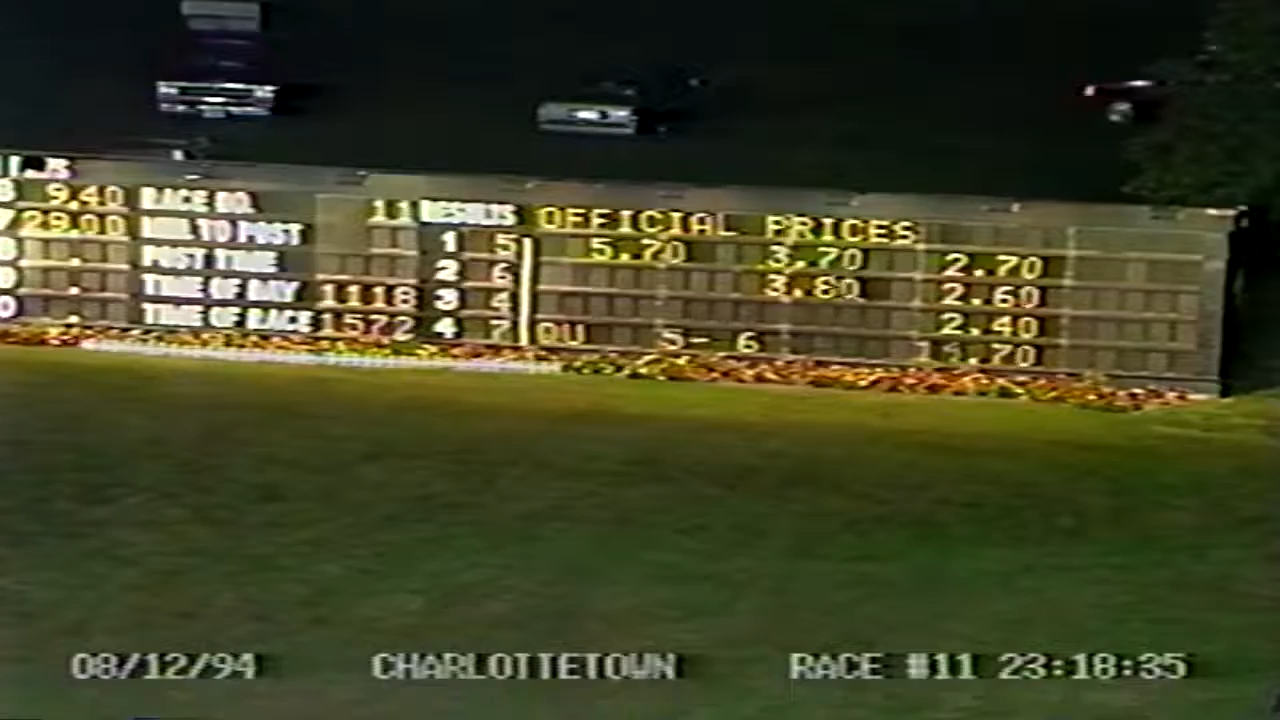 9.40 RACE NO. 11 RESULTS OFFICIAL PRICES
29.00 MIN. TO POST 1 5 5.70 3.70 2.70
POST TIME 2 6 3.80 2.60
TIME OF DAY 1118 3 4 2.40
TIME OF RACE 1572 4 7 QU 5-6 .70
08/12/94 CHARLOTTETOWN RACE #11 23:18:35